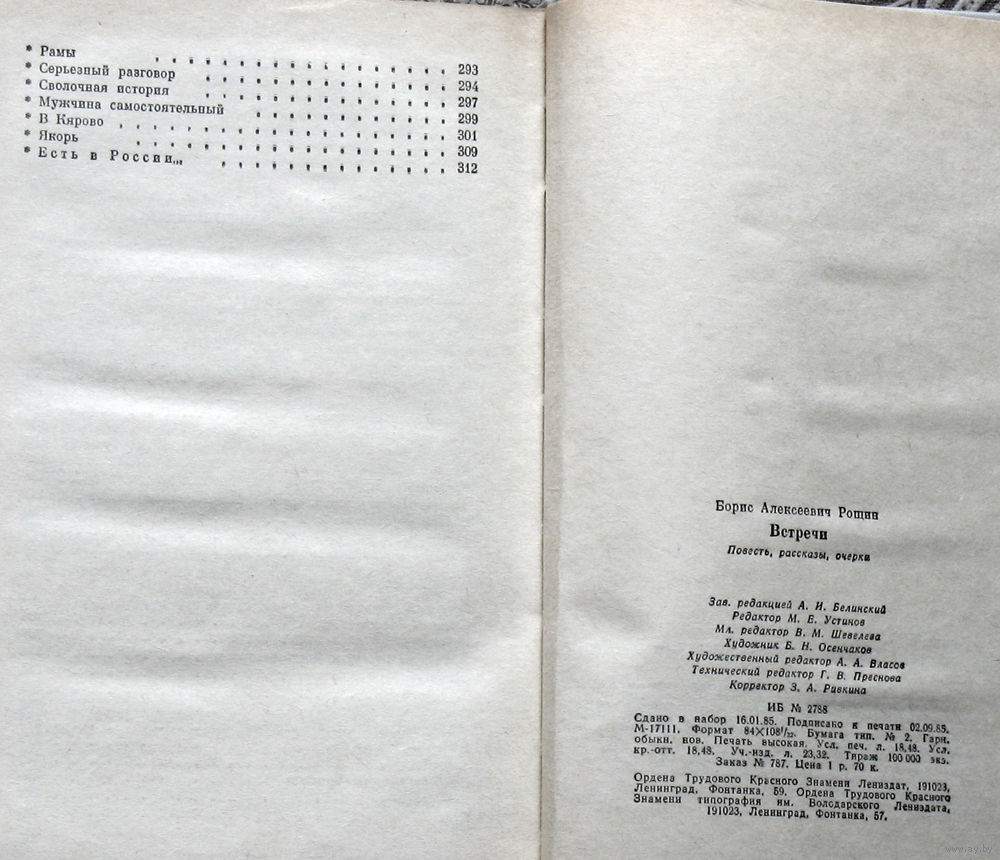 * Рамы . . . . . . . . . . . . . . . . 293
* Серьезный разговор . . . . . . . . . . . . . 294
* Сволочная история . . . . . . . . . . . . . 297
* Мужчина самостоятельный . . . . . . . . . . 299
* В Кярово . . . . . . . . . . . . . . . . . 301
* Якорь . . . . . . . . . . . . . . . . . 309
* Есть в России... . . . . . . . . . . . . 312
Борис Алексеевич Рощин
Встречи
Повесть, рассказы, очерки
Зав. редакцией А. И. Белинский
Редактор М. Е. Устинов
Мл. редактор В. М. Шевелева
Художник Б. Н. Осенчаков
Художественный редактор А. А. Власов
Технический редактор Г. В. Преснова
Корректор З. А. Ривкина
ИБ № 2788
Сдано в набор 16.01.85. Подписано к печати 02.09.85.
М-17111. Формат 84×108¹/₃₂. Бумага тип. № 2. Гарн.
обыкн. нов. Печать высокая. Усл. печ. л. 18,48. Усл.
кр.-отт. 18,48. Уч.-изд. л. 23,32. Тираж 100 000 экз.
Заказ № 787. Цена 1 р. 70 к.
Ордена Трудового Красного Знамени Лениздат, 191023,
Ленинград, Фонтанка, 59. Ордена Трудового Красного
Знамени типография им. Володарского Лениздата,
191023, Ленинград, Фонтанка, 57.
www.ay.by